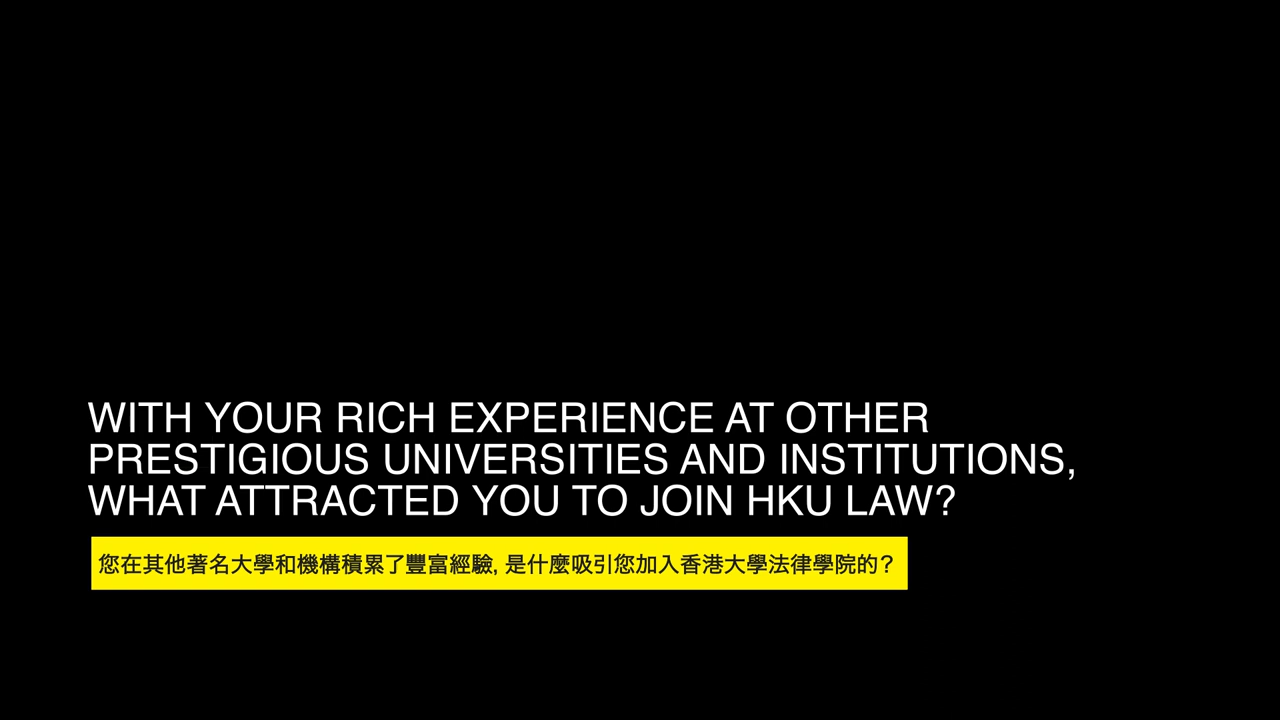 WITH YOUR RICH EXPERIENCE AT OTHER
PRESTIGIOUS UNIVERSITIES AND INSTITUTIONS,
WHAT ATTRACTED YOU TO JOIN HKU LAW?
您在其他著名大學和機構積累了豐富經驗, 是什麼吸引您加入香港大學法律學院的?